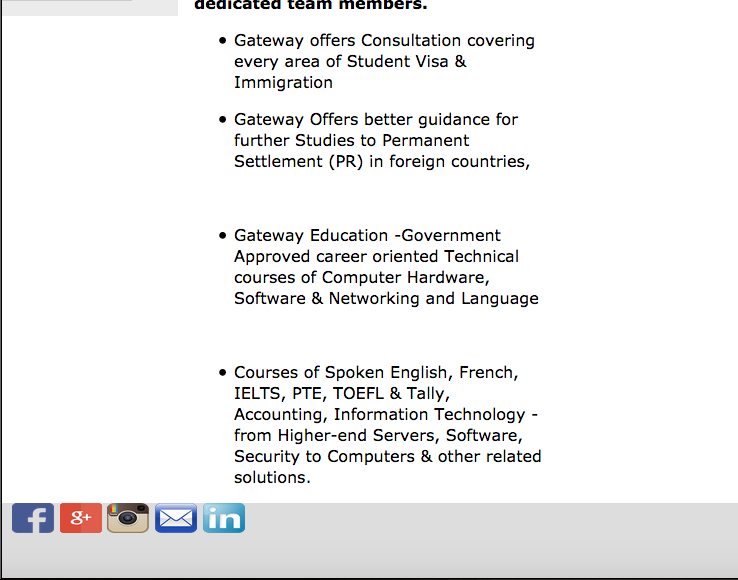 dedicated team members.
• Gateway offers Consultation covering
every area of Student Visa &
Immigration
• Gateway Offers better guidance for
further Studies to Permanent
Settlement (PR) in foreign countries,
• Gateway Education -Government
Approved career oriented Technical
courses of Computer Hardware,
Software & Networking and Language
• Courses of Spoken English, French,
IELTS, PTE, TOEFL & Tally,
Accounting, Information Technology -
from Higher-end Servers, Software,
Security to Computers & other related
solutions.
f g+ in